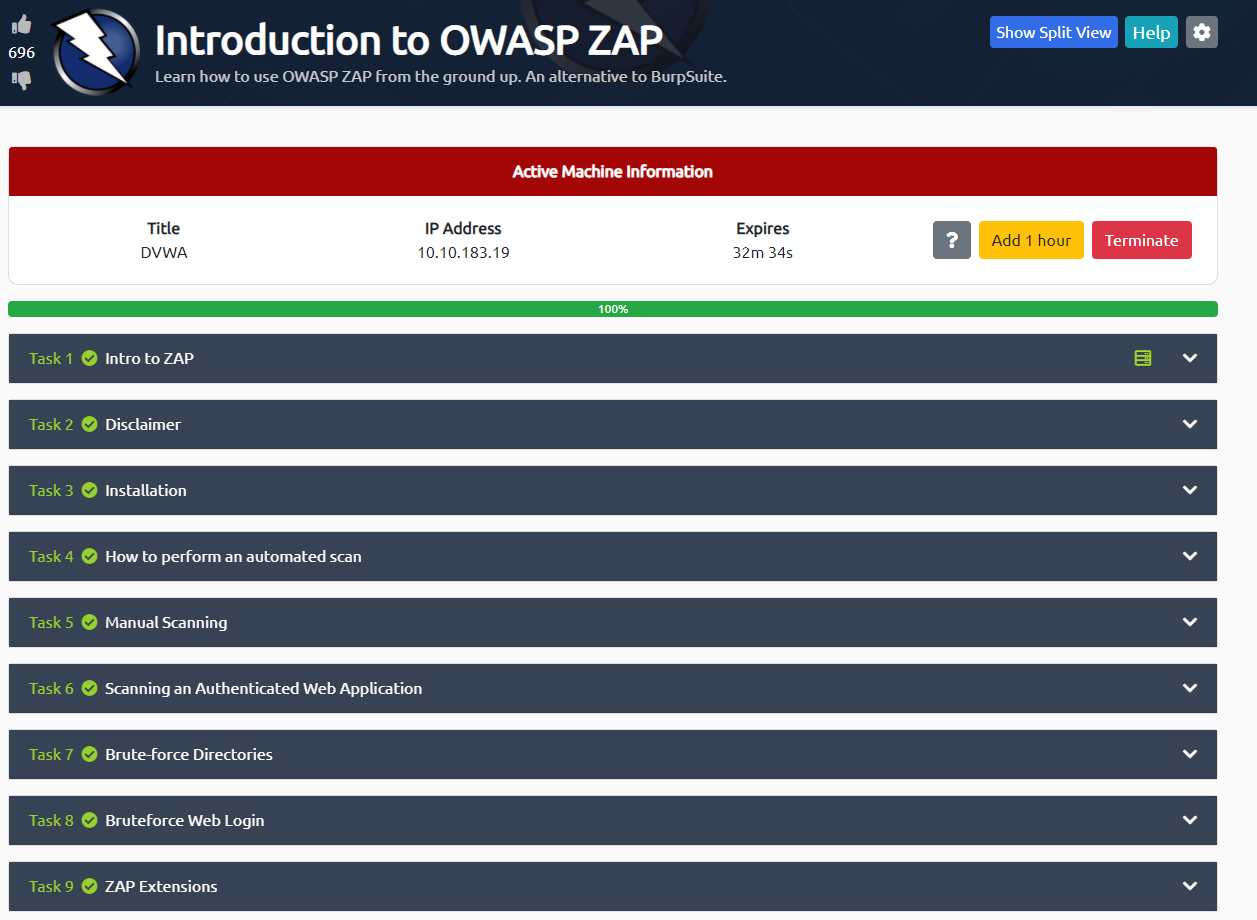 Introduction to OWASP ZAP
Show Split View
Help
696
Learn how to use OWASP ZAP from the ground up. An alternative to BurpSuite.
Active Machine Information
Title IP Address Expires
DVWA 10.10.183.19 32m 34s
? Add 1 hour Terminate
100%
Task 1 Intro to ZAP
Task 2 Disclaimer
Task 3 Installation
Task 4 How to perform an automated scan
Task 5 Manual Scanning
Task 6 Scanning an Authenticated Web Application
Task 7 Brute-force Directories
Task 8 Bruteforce Web Login
Task 9 ZAP Extensions